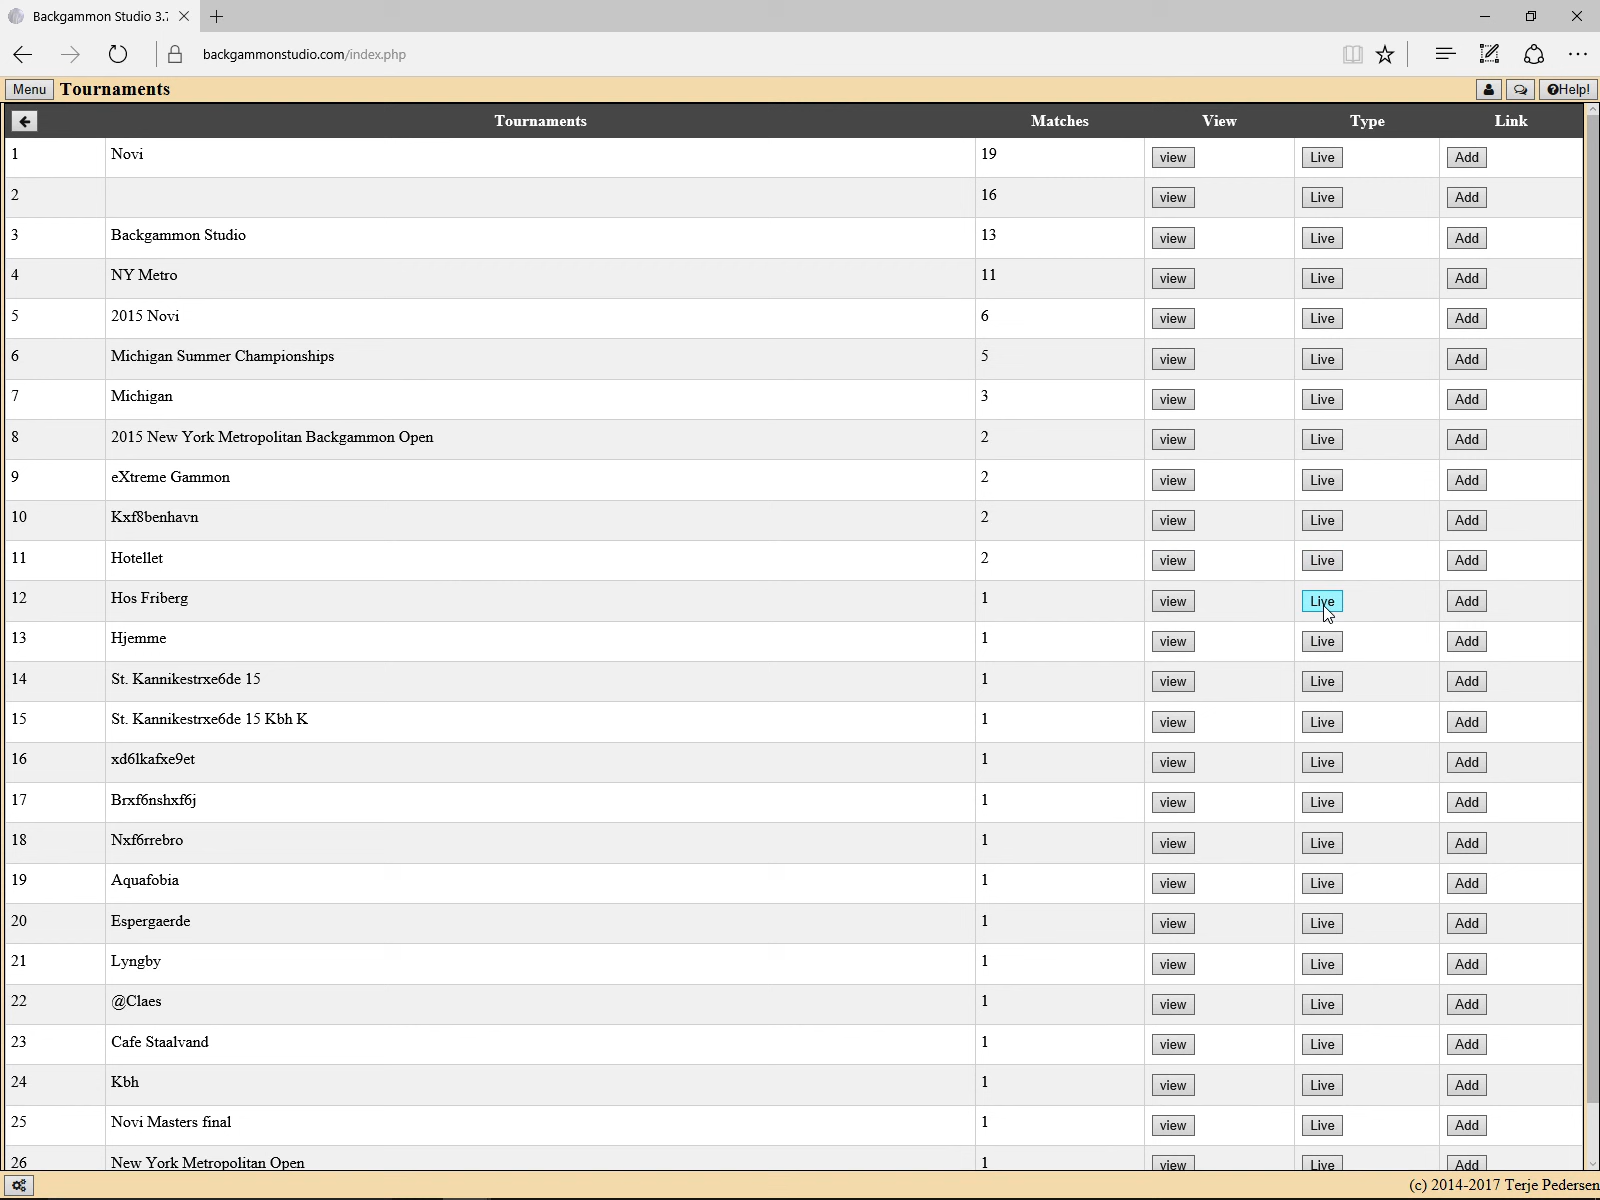 Backgammon Studio 3.
backgammonstudio.com/index.php
Menu Tournaments Help!
Tournaments Matches View Type Link
1 Novi 19 view Live Add
2 16 view Live Add
3 Backgammon Studio 13 view Live Add
4 NY Metro 11 view Live Add
5 2015 Novi 6 view Live Add
6 Michigan Summer Championships 5 view Live Add
7 Michigan 3 view Live Add
8 2015 New York Metropolitan Backgammon Open 2 view Live Add
9 eXtreme Gammon 2 view Live Add
10 Kxf8benhavn 2 view Live Add
11 Hotellet 2 view Live Add
12 Hos Friberg 1 view Live Add
13 Hjemme 1 view Live Add
14 St. Kannikestrxe6de 15 1 view Live Add
15 St. Kannikestrxe6de 15 Kbh K 1 view Live Add
16 xd6lkafxe9et 1 view Live Add
17 Brxf6nshxf6j 1 view Live Add
18 Nxf6rrebro 1 view Live Add
19 Aquafobia 1 view Live Add
20 Espergaerde 1 view Live Add
21 Lyngby 1 view Live Add
22 @Claes 1 view Live Add
23 Cafe Staalvand 1 view Live Add
24 Kbh 1 view Live Add
25 Novi Masters final 1 view Live Add
26 New York Metropolitan Open 1 view Live Add
(c) 2014-2017 Terje Pedersen